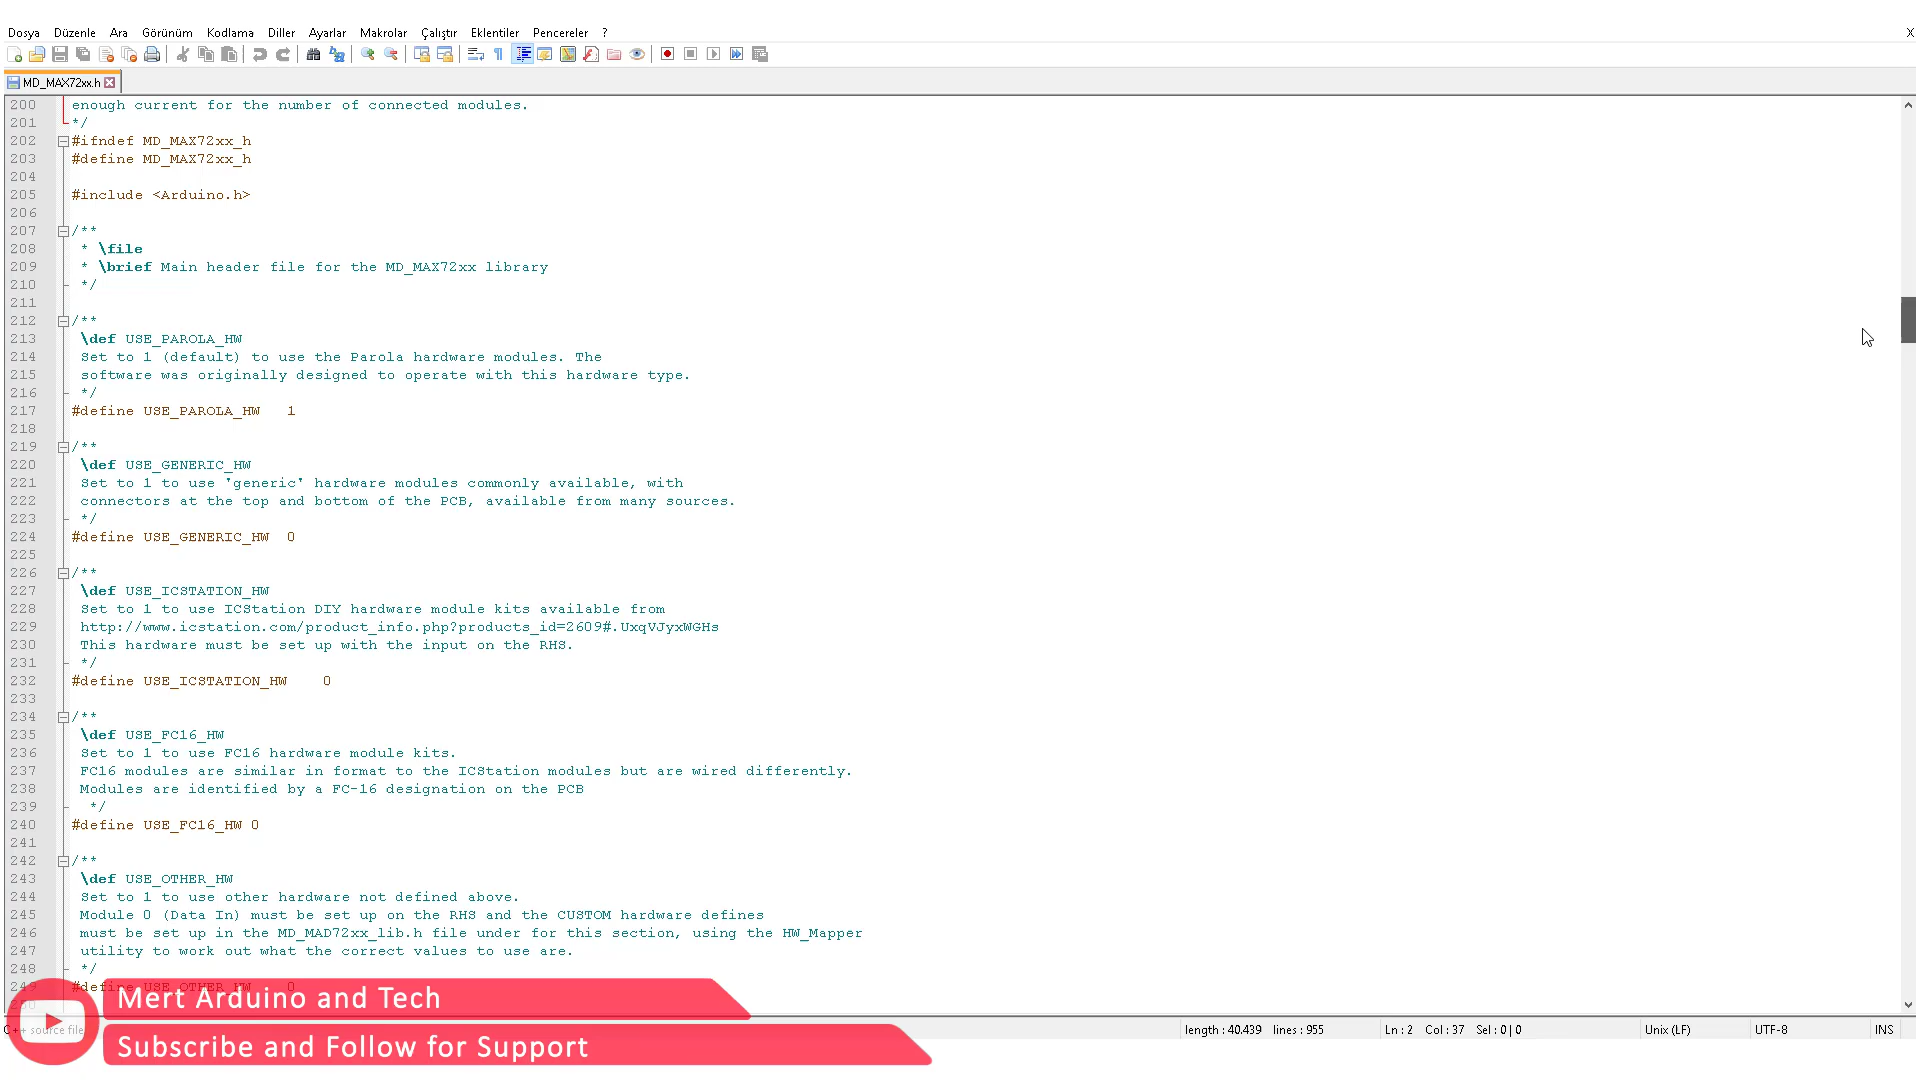 Dosya Düzenle Ara Görünüm Kodlama Diller Ayarlar Makrolar Çalıştır Eklentiler Pencereler ? X
MD_MAX72xx.h
200 enough current for the number of connected modules.
201 */
202 #ifndef MD_MAX72xx_h
203 #define MD_MAX72xx_h
204
205 #include <Arduino.h>
206
207 /**
208 * \file
209 * \brief Main header file for the MD_MAX72xx library
210 */
211
212 /**
213 \def USE_PAROLA_HW
214 Set to 1 (default) to use the Parola hardware modules. The
215 software was originally designed to operate with this hardware type.
216 */
217 #define USE_PAROLA_HW 1
218
219 /**
220 \def USE_GENERIC_HW
221 Set to 1 to use 'generic' hardware modules commonly available, with
222 connectors at the top and bottom of the PCB, available from many sources.
223 */
224 #define USE_GENERIC_HW 0
225
226 /**
227 \def USE_ICSTATION_HW
228 Set to 1 to use ICStation DIY hardware module kits available from
229 http://www.icstation.com/product_info.php?products_id=2609#.UxqVJyxWGHs
230 This hardware must be set up with the input on the RHS.
231 */
232 #define USE_ICSTATION_HW 0
233
234 /**
235 \def USE_FC16_HW
236 Set to 1 to use FC16 hardware module kits.
237 FC16 modules are similar in format to the ICStation modules but are wired differently.
238 Modules are identified by a FC-16 designation on the PCB
239 */
240 #define USE_FC16_HW 0
241
242 /**
243 \def USE_OTHER_HW
244 Set to 1 to use other hardware not defined above.
245 Module 0 (Data In) must be set up on the RHS and the CUSTOM hardware defines
246 must be set up in the MD_MAD72xx_lib.h file under for this section, using the HW_Mapper
247 utility to work out what the correct values to use are.
248 */
249 #define USE_OTHER_HW 0
Mert Arduino and Tech
Subscribe and Follow for Support
C++ source file length : 40.439 lines : 955 Ln : 2 Col : 37 Sel : 0 | 0 Unix (LF) UTF-8 INS